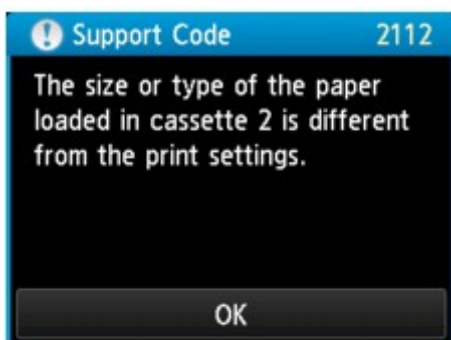 Support Code 2112
The size or type of the paper
loaded in cassette 2 is different
from the print settings.
OK